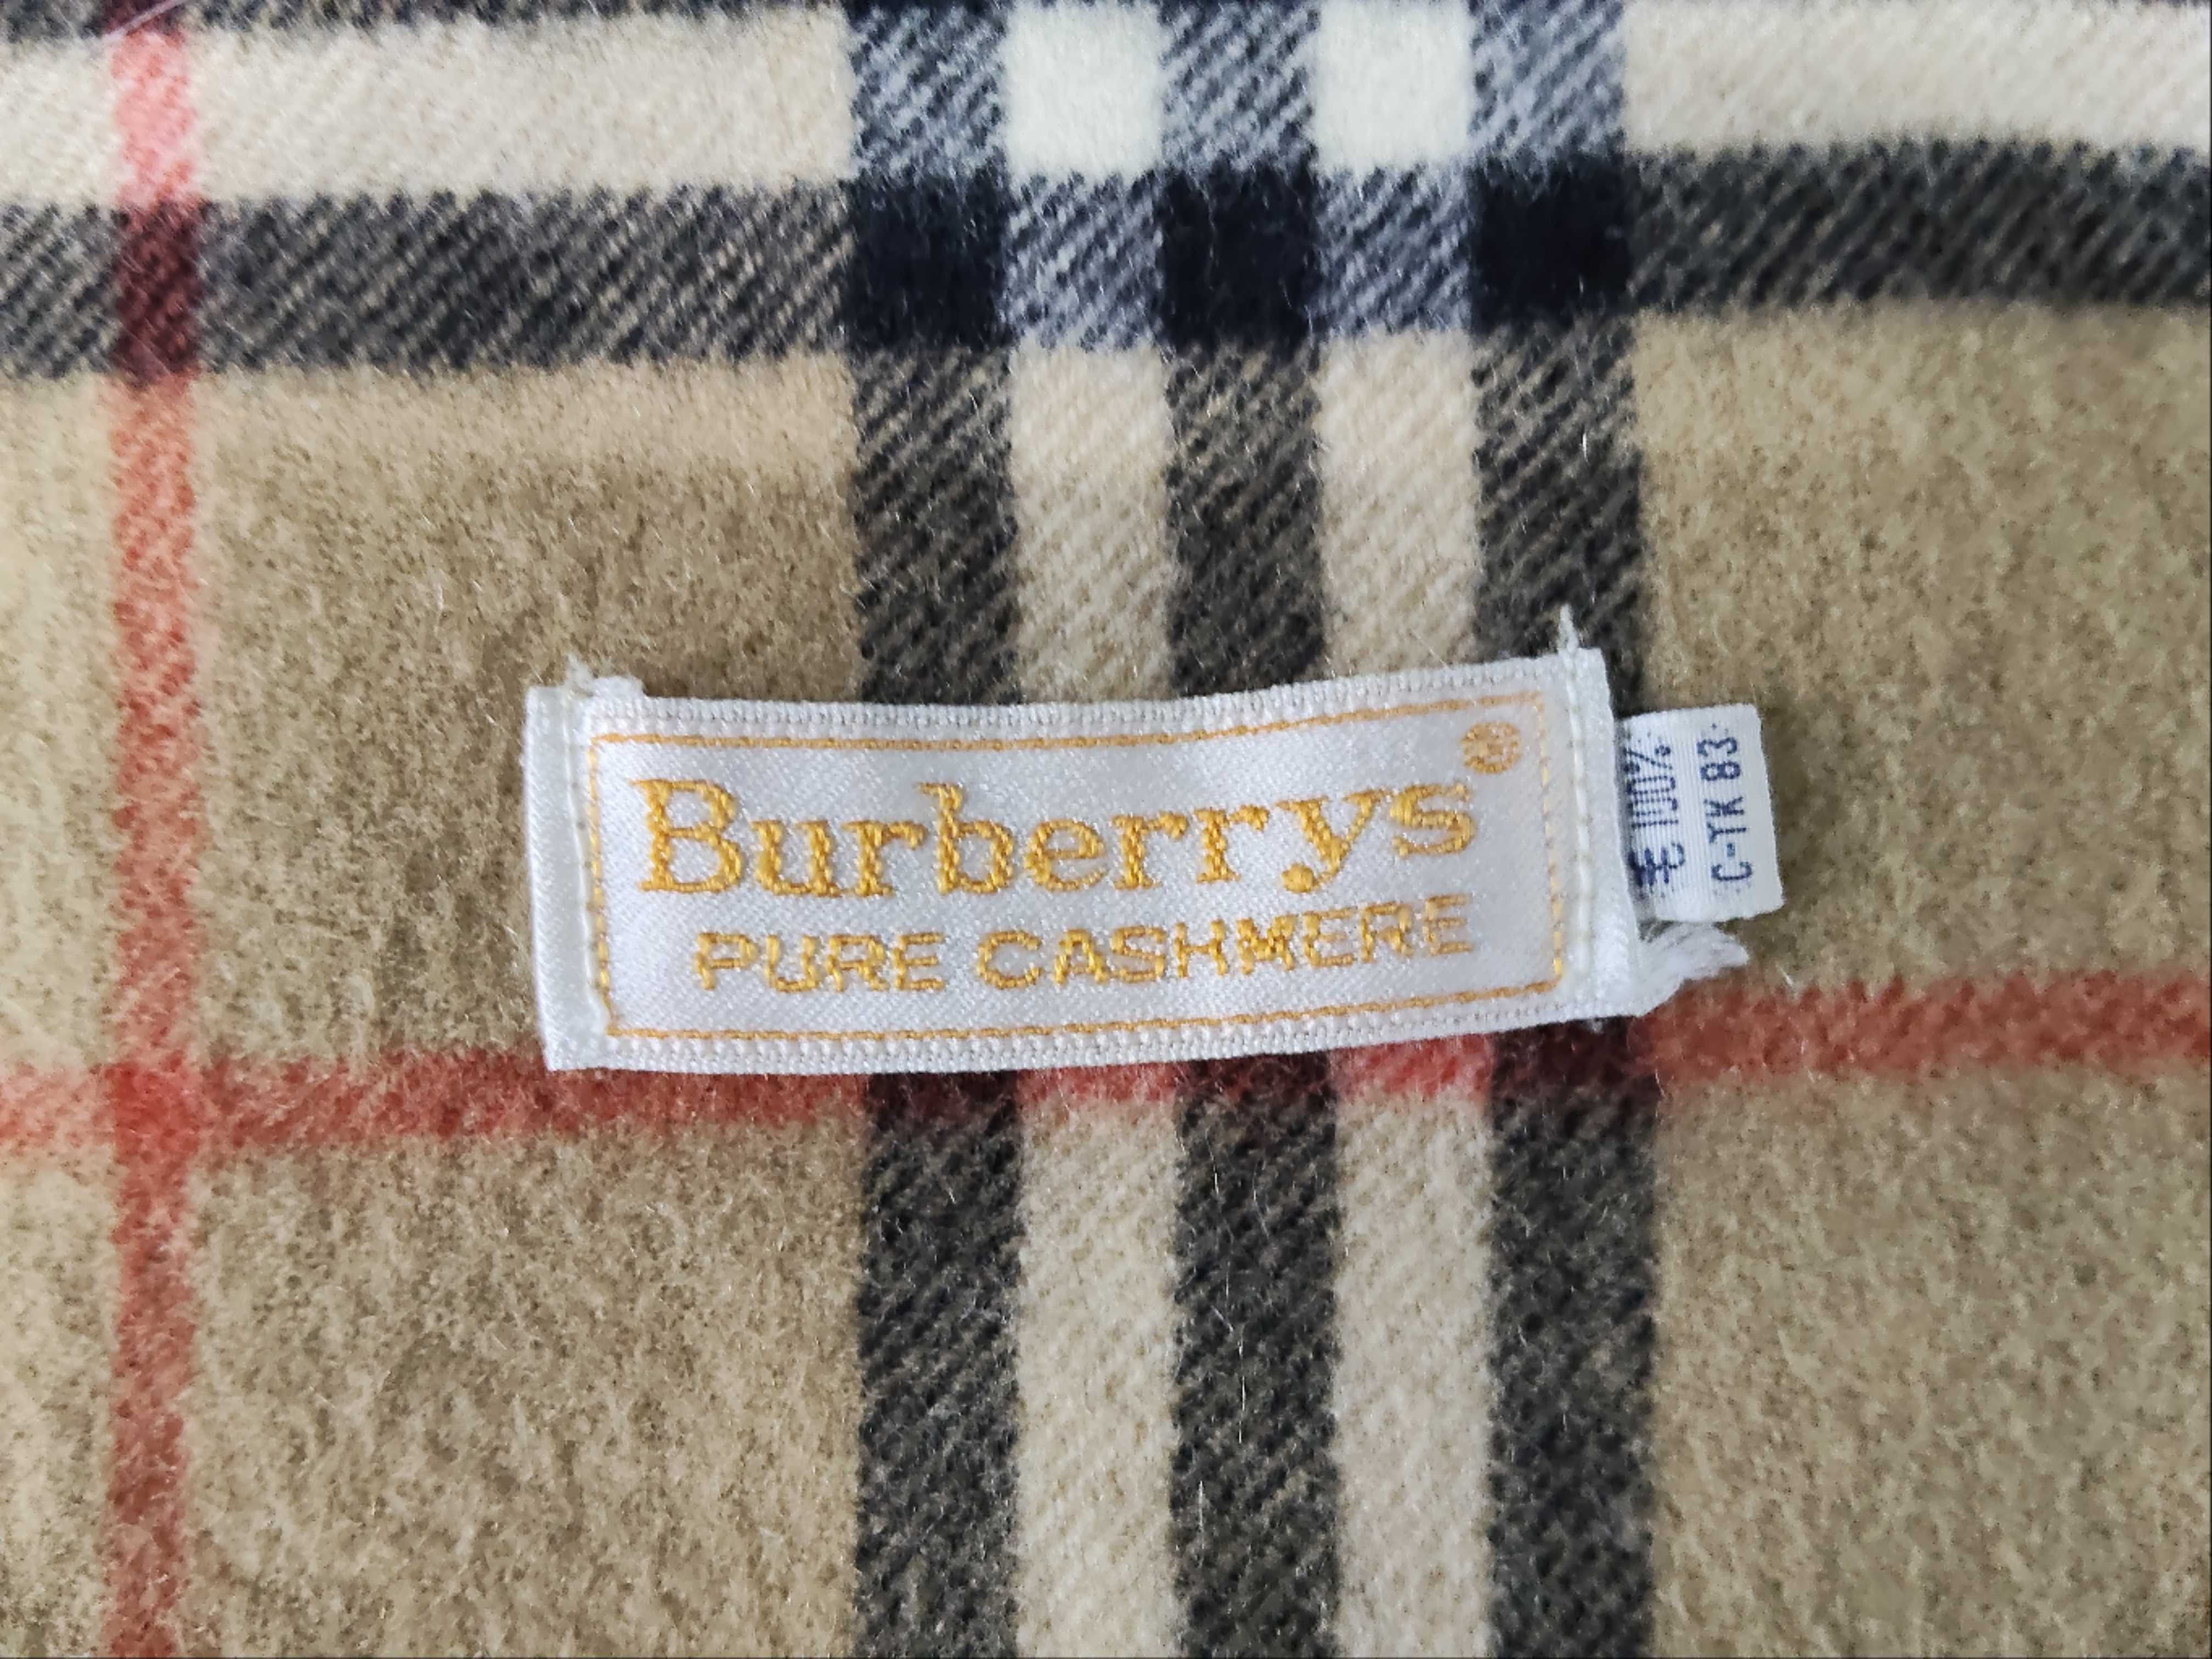 Burberrys®
PURE CASHMERE
毛 100%
C-TK 83